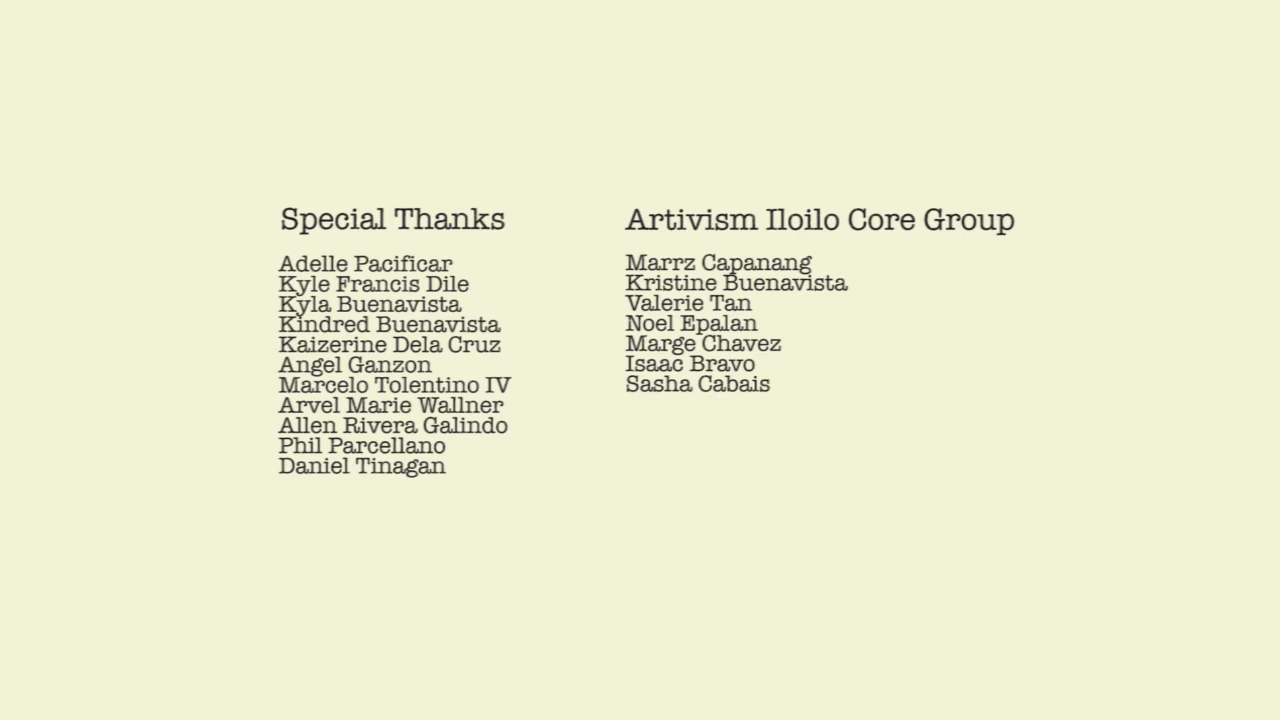 Special Thanks
Adelle Pacificar
Kyle Francis Dile
Kyla Buenavista
Kindred Buenavista
Kaizerine Dela Cruz
Angel Ganzon
Marcelo Tolentino IV
Arvel Marie Wallner
Allen Rivera Galindo
Phil Parcellano
Daniel Tinagan
Artivism Iloilo Core Group
Marrz Capanang
Kristine Buenavista
Valerie Tan
Noel Epalan
Marge Chavez
Isaac Bravo
Sasha Cabais